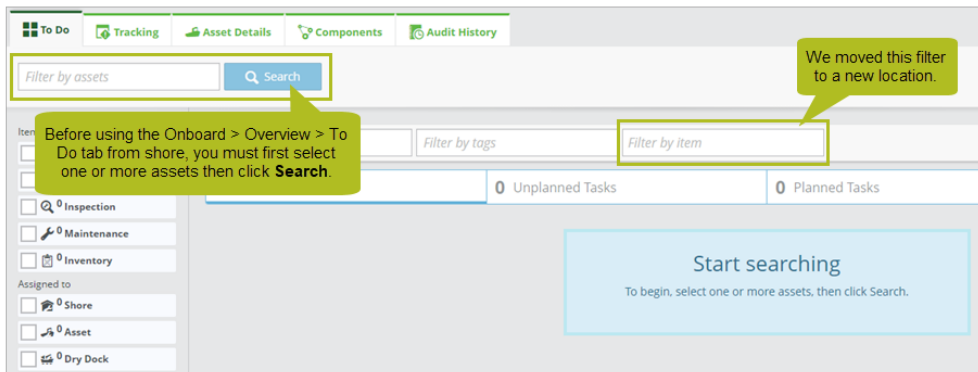 To Do
Tracking
Asset Details
Components
Audit History
Filter by assets
Search
We moved this filter
to a new location.
Before using the Onboard > Overview > To
Do tab from shore, you must first select
one or more assets then click Search.
Filter by tags
Filter by item
0 Unplanned Tasks
0 Planned Tasks
0 Inspection
0 Maintenance
0 Inventory
Assigned to
0 Shore
0 Asset
0 Dry Dock
Start searching
To begin, select one or more assets, then click Search.